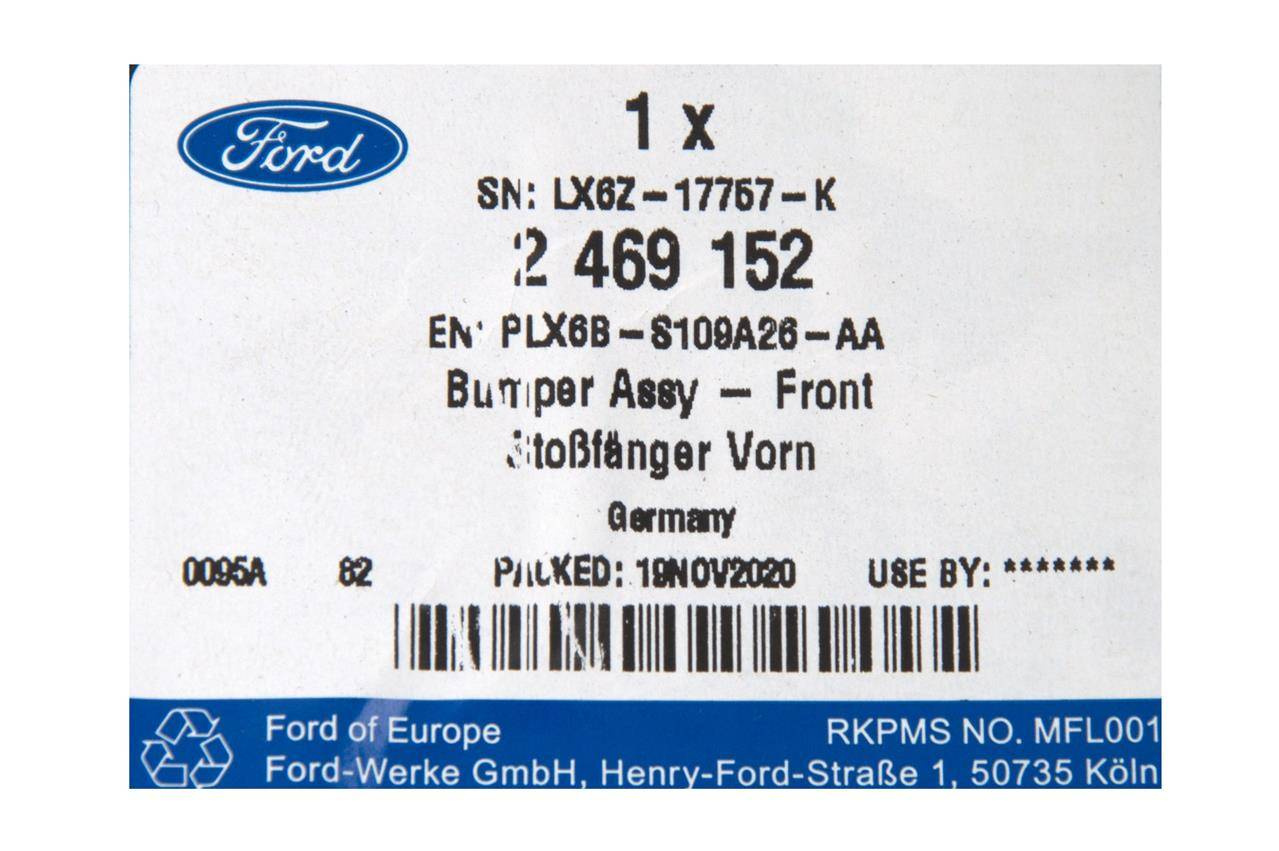 Ford
1 x
SN: LX6Z-17757-K
2 469 152
EN: PLX6B-S109A26-AA
Bumper Assy - Front
Stoßfänger Vorn
Germany
0095A 82 PACKED: 19NOV2020 USE BY: *******
Ford of Europe RKPMS NO. MFL001
Ford-Werke GmbH, Henry-Ford-Straße 1, 50735 Köln